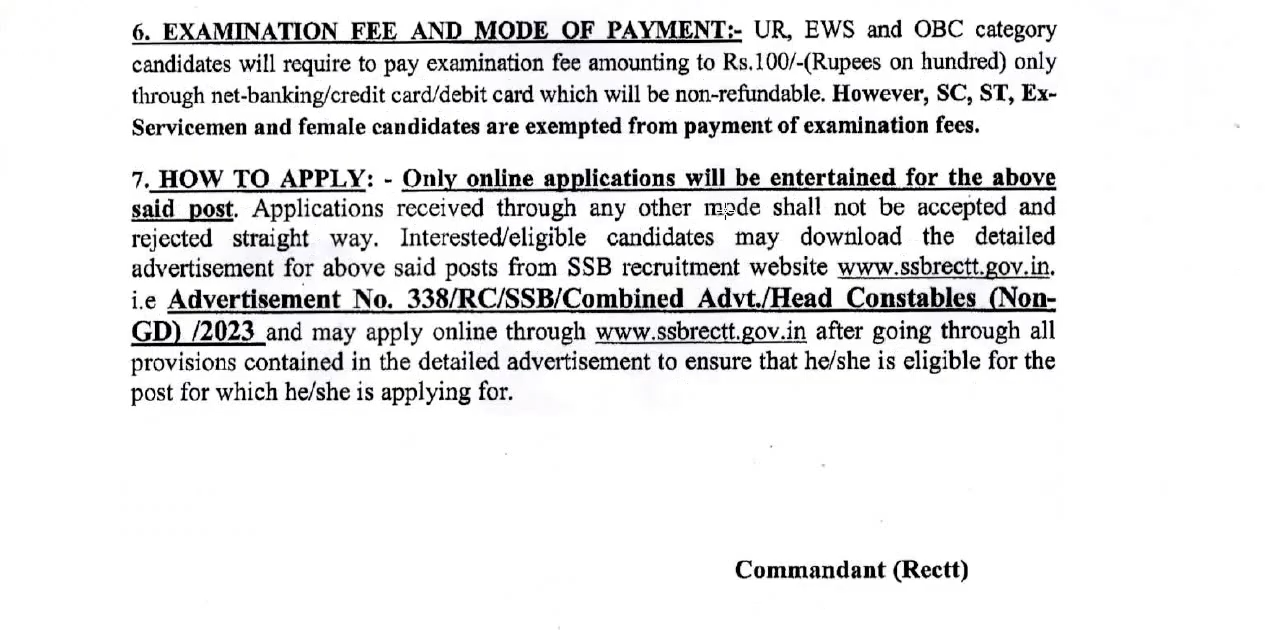 6. EXAMINATION FEE AND MODE OF PAYMENT:- UR, EWS and OBC category
candidates will require to pay examination fee amounting to Rs.100/-(Rupees on hundred) only
through net-banking/credit card/debit card which will be non-refundable. However, SC, ST, Ex-
Servicemen and female candidates are exempted from payment of examination fees.
7. HOW TO APPLY: - Only online applications will be entertained for the above
said post. Applications received through any other mode shall not be accepted and
rejected straight way. Interested/eligible candidates may download the detailed
advertisement for above said posts from SSB recruitment website www.ssbrectt.gov.in.
i.e Advertisement No. 338/RC/SSB/Combined Advt./Head Constables (Non-
GD) /2023 and may apply online through www.ssbrectt.gov.in after going through all
provisions contained in the detailed advertisement to ensure that he/she is eligible for the
post for which he/she is applying for.
Commandant (Rectt)